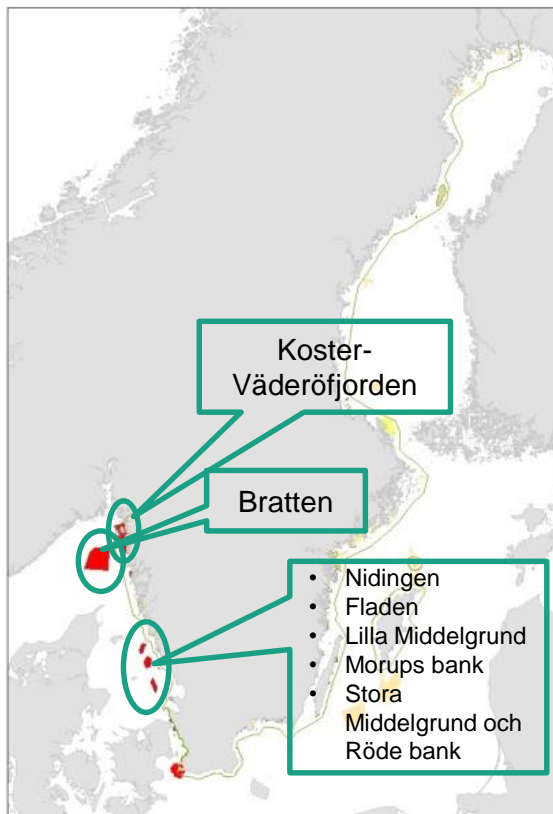 Koster-
Väderöfjorden
Bratten
• Nidingen
• Fladen
• Lilla Middelgrund
• Morups bank
• Stora
Middelgrund och
Röde bank